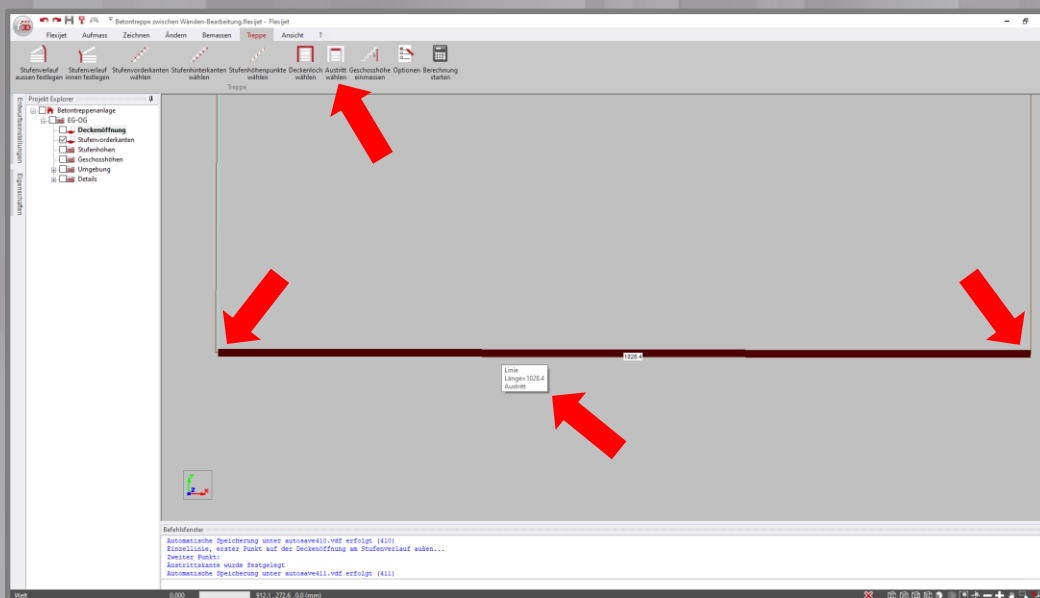 Betontreppe zwischen Wänden-Bearbeitung.flexijet - Flexijet
Flexijet Aufmass Zeichnen Ändern Bemassen Treppe Ansicht ?
Stufenverlauf aussen festlegen
Stufenverlauf innen festlegen
Stufenvorderkanten wählen
Stufenhinterkanten wählen
Stufenhöhenpunkte wählen
Deckenloch wählen
Austritt wählen
Geschosshöhe einmessen
Optionen
Berechnung starten
Treppe
Entwurfseinstellungen
Eigenschaften
Projekt Explorer
Betontreppenanlage
EG-OG
Deckenöffnung
Stufenvorderkanten
Stufenhöhen
Geschosshöhen
Umgebung
Details
1028.4
Linie
Länge=1028.4
Austritt
Befehlsfenster
Automatische Speicherung unter autosave410.vdf erfolgt (410)
Einzellinie, erster Punkt auf der Deckenöffnung am Stufenverlauf außen...
Zweiter Punkt:
Austrittskante wurde festgelegt
Automatische Speicherung unter autosave411.vdf erfolgt (411)
Welt 0.000 912.1 , 272.6 , 0.0 (mm)